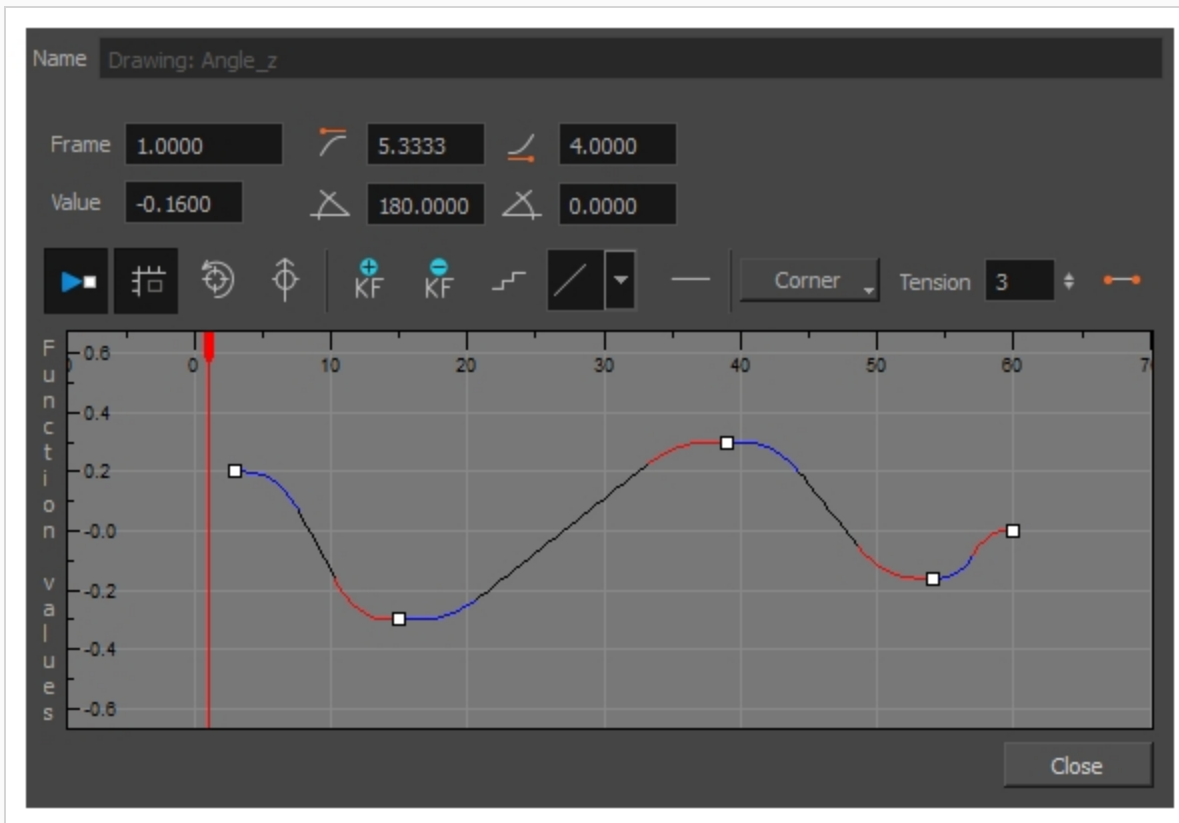 Name Drawing: Angle_z
Frame 1.0000 5.3333 4.0000
Value -0.1600 180.0000 0.0000
KF KF Corner Tension 3
Function values
0 10 20 30 40 50 60
0.6
0.4
0.2
-0.0
-0.2
-0.4
-0.6
Close